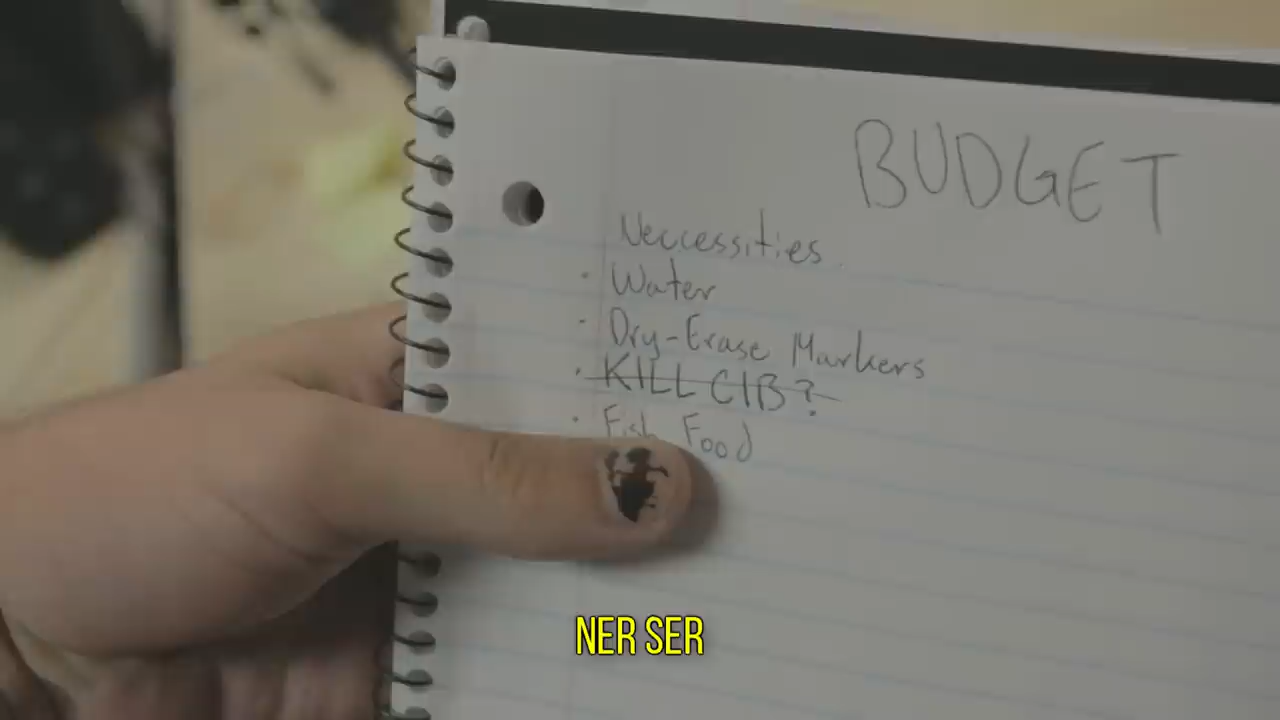 BUDGET
Neccessities
· Water
· Dry-Erase Markers
· KILL CIB?
· Fish Food
NER SER